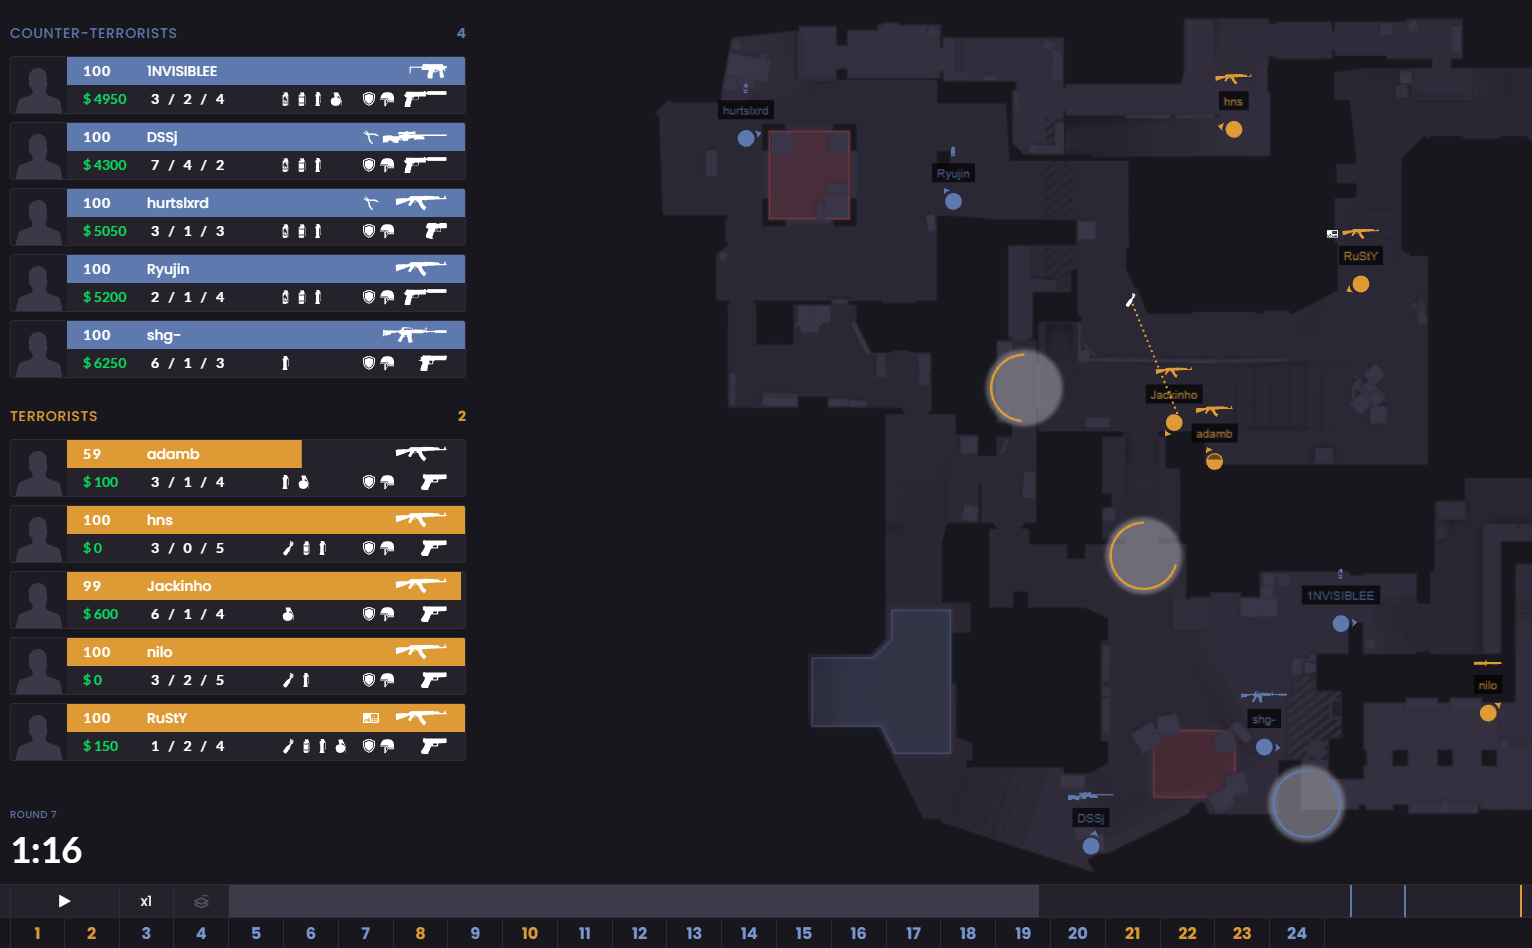 COUNTER-TERRORISTS 4
100 1NVISIBLEE
$4950 3 / 2 / 4
100 DSSj
$4300 7 / 4 / 2
100 hurtslxrd
$5050 3 / 1 / 3
100 Ryujin
$5200 2 / 1 / 4
100 shg-
$6250 6 / 1 / 3
TERRORISTS 2
59 adamb
$100 3 / 1 / 4
100 hns
$0 3 / 0 / 5
99 Jackinho
$600 6 / 1 / 4
100 nilo
$0 3 / 2 / 5
100 RuStY
$150 1 / 2 / 4
ROUND 7
1:16
hurtslxrd
hns
Ryujin
RuStY
Jackinho
adamb
1NVISIBLEE
nilo
shg-
DSSj
x1
1 2 3 4 5 6 7 8 9 10 11 12 13 14 15 16 17 18 19 20 21 22 23 24